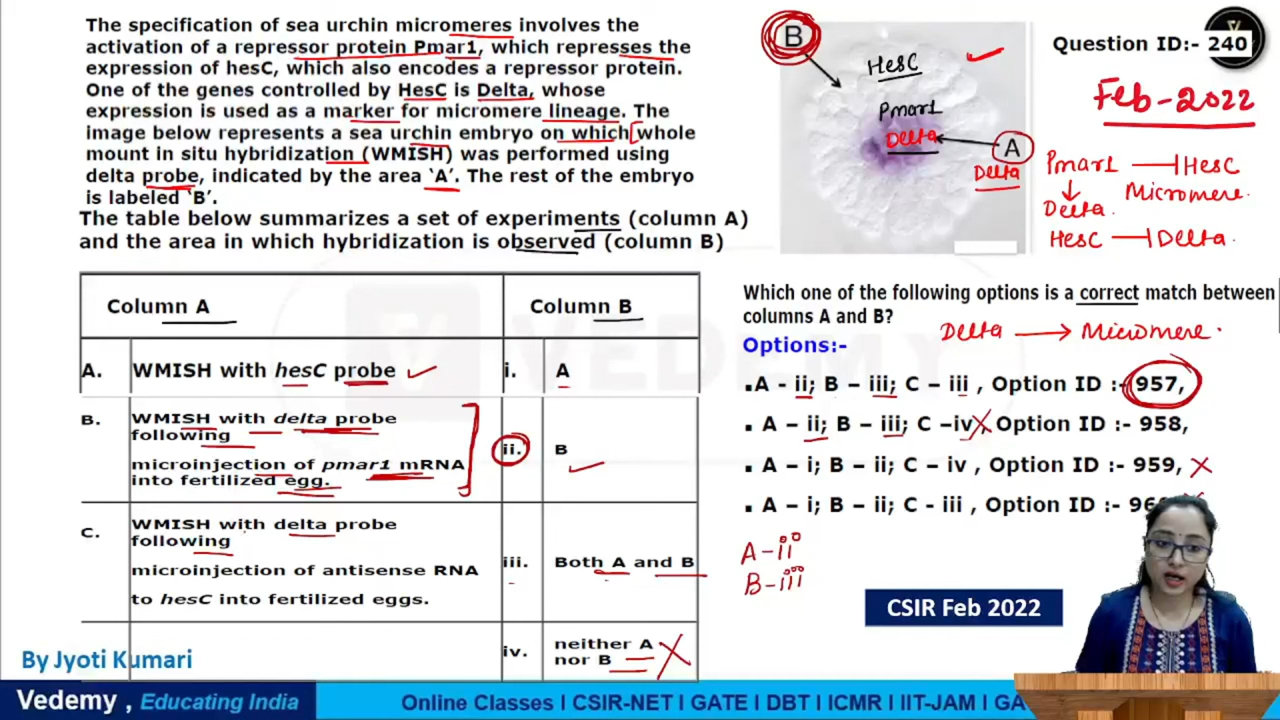 The specification of sea urchin micromeres involves the
activation of a repressor protein Pmar1, which represses the
expression of hesC, which also encodes a repressor protein.
One of the genes controlled by HesC is Delta, whose
expression is used as a marker for micromere lineage. The
image below represents a sea urchin embryo on which whole
mount in situ hybridization (WMISH) was performed using
delta probe, indicated by the area ‘A’. The rest of the embryo
is labeled ‘B’.
The table below summarizes a set of experiments (column A)
and the area in which hybridization is observed (column B)
Column A Column B
A. WMISH with hesC probe i. A
B. WMISH with delta probe
following
microinjection of pmar1 mRNA
into fertilized egg.
ii. B
C. WMISH with delta probe
following
microinjection of antisense RNA
to hesC into fertilized eggs.
iii. Both A and B
iv. neither A
nor B
B
HesC
Pmar1
Delta
A
Delta
Question ID:- 240
Feb-2022
Pmar1 ⊣ HesC
↓ Micromere
Delta.
HesC ⊣ Delta.
Which one of the following options is a correct match between
columns A and B?
Delta → Micromere.
Options:-
▪A - ii; B – iii; C – iii , Option ID :- 957,
▪ A – ii; B – iii; C –iv, Option ID :- 958,
▪ A – i; B – ii; C – iv, Option ID :- 959,
▪ A – i; B – ii; C - iii, Option ID :- 96
A-ii
B-iii
CSIR Feb 2022
By Jyoti Kumari
VEDEMY
Vedemy , Educating India
Online Classes I CSIR-NET I GATE I DBT I ICMR I IIT-JAM I GA